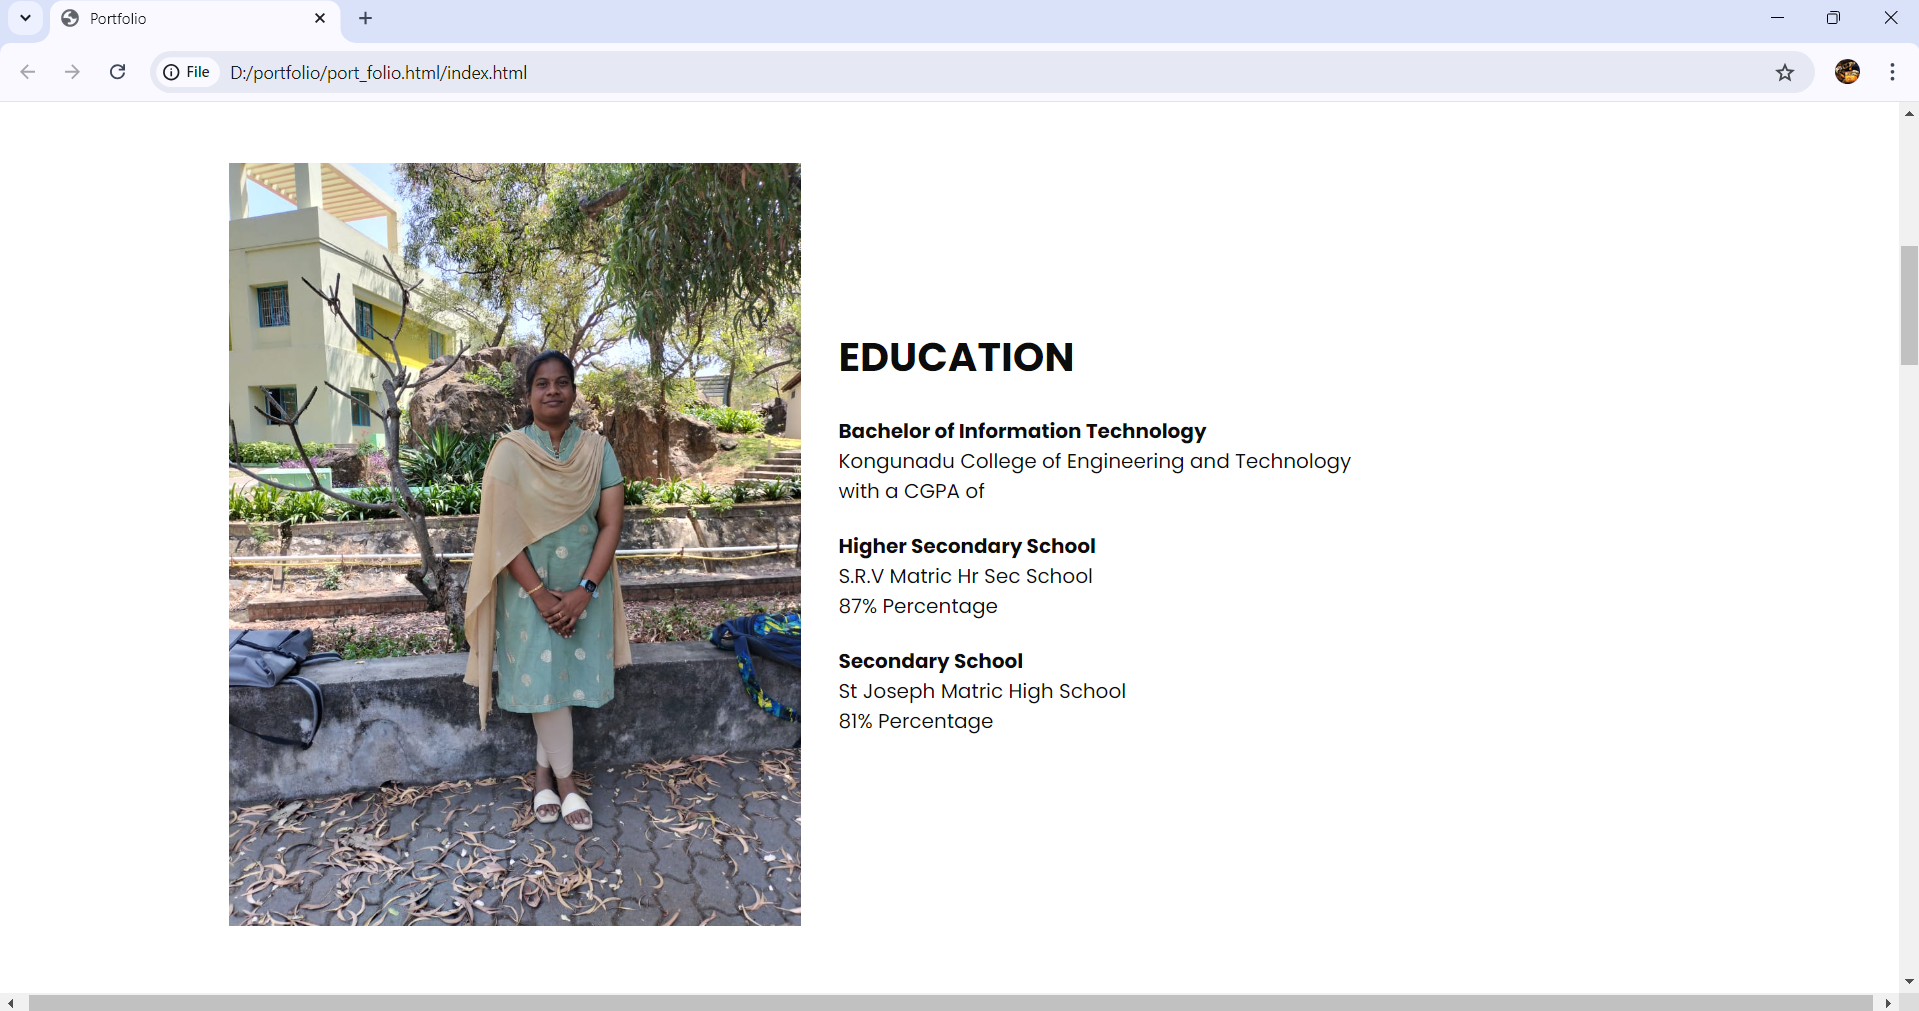 Portfolio
File
D:/portfolio/port_folio.html/index.html
EDUCATION
Bachelor of Information Technology
Kongunadu College of Engineering and Technology
with a CGPA of
Higher Secondary School
S.R.V Matric Hr Sec School
87% Percentage
Secondary School
St Joseph Matric High School
81% Percentage